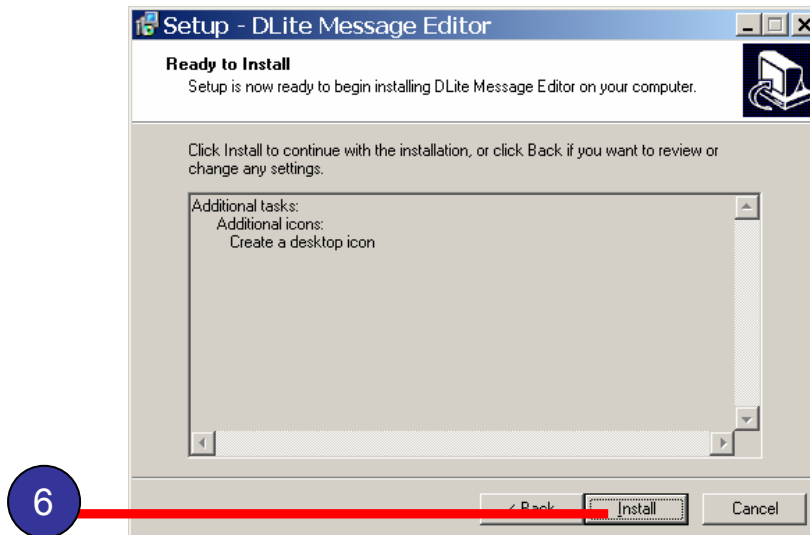 Setup - DLite Message Editor
Ready to Install
Setup is now ready to begin installing DLite Message Editor on your computer.
Click Install to continue with the installation, or click Back if you want to review or
change any settings.
Additional tasks:
Additional icons:
Create a desktop icon
6
< Back Install Cancel